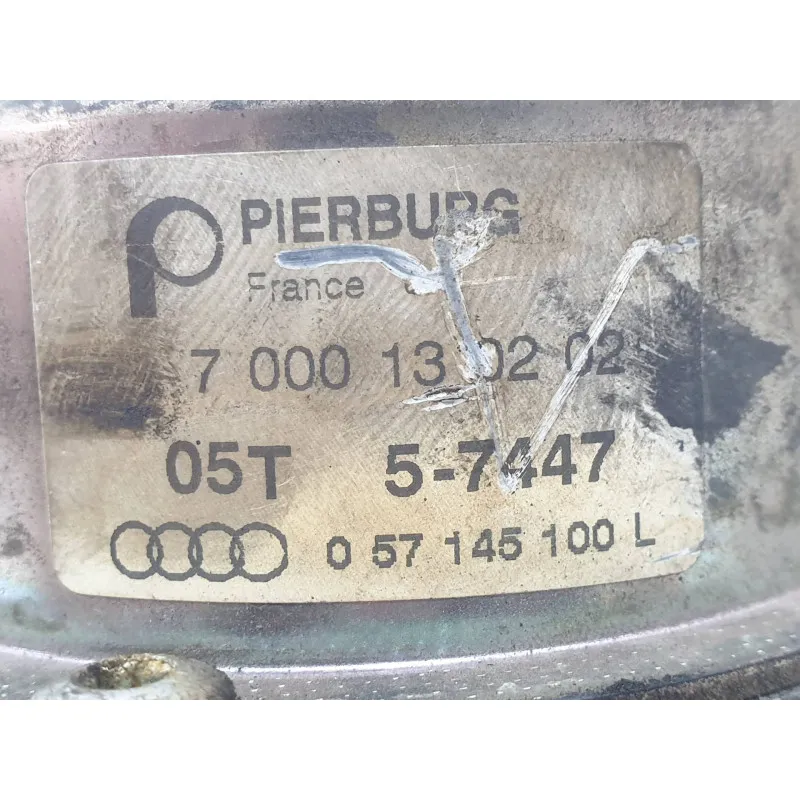 PIERBURG
France
7 000 13 02 02
05T 5-7447
0 57 145 100 L